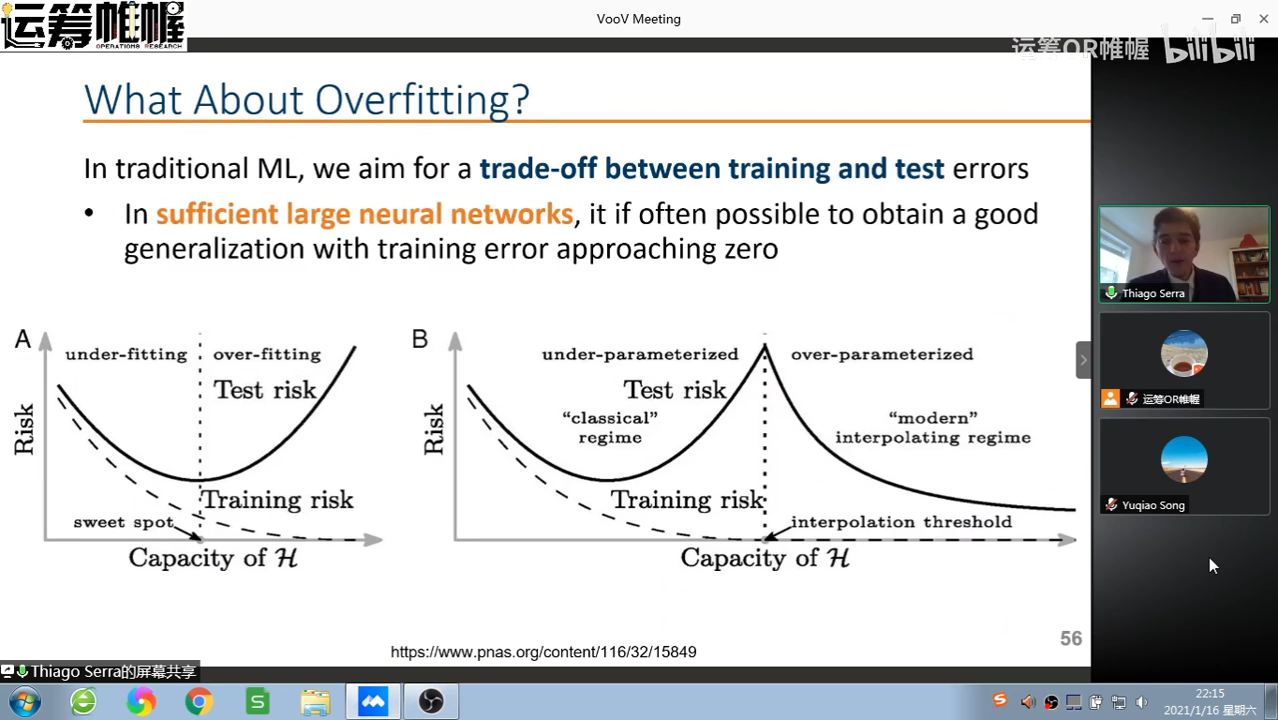 运筹帷幄
OPERATIONS RESEARCH
VooV Meeting
运筹OR帷幄 bilibili
What About Overfitting?
In traditional ML, we aim for a trade-off between training and test errors
• In sufficient large neural networks, it if often possible to obtain a good
generalization with training error approaching zero
A
under-fitting
over-fitting
Test risk
Risk
Training risk
sweet spot
Capacity of H
B
under-parameterized
over-parameterized
Test risk
"classical"
regime
"modern"
interpolating regime
Risk
Training risk
interpolation threshold
Capacity of H
56
https://www.pnas.org/content/116/32/15849
Thiago Serra
运筹OR帷幄
Yuqiao Song
Thiago Serra的屏幕共享
22:15
2021/1/16 星期六